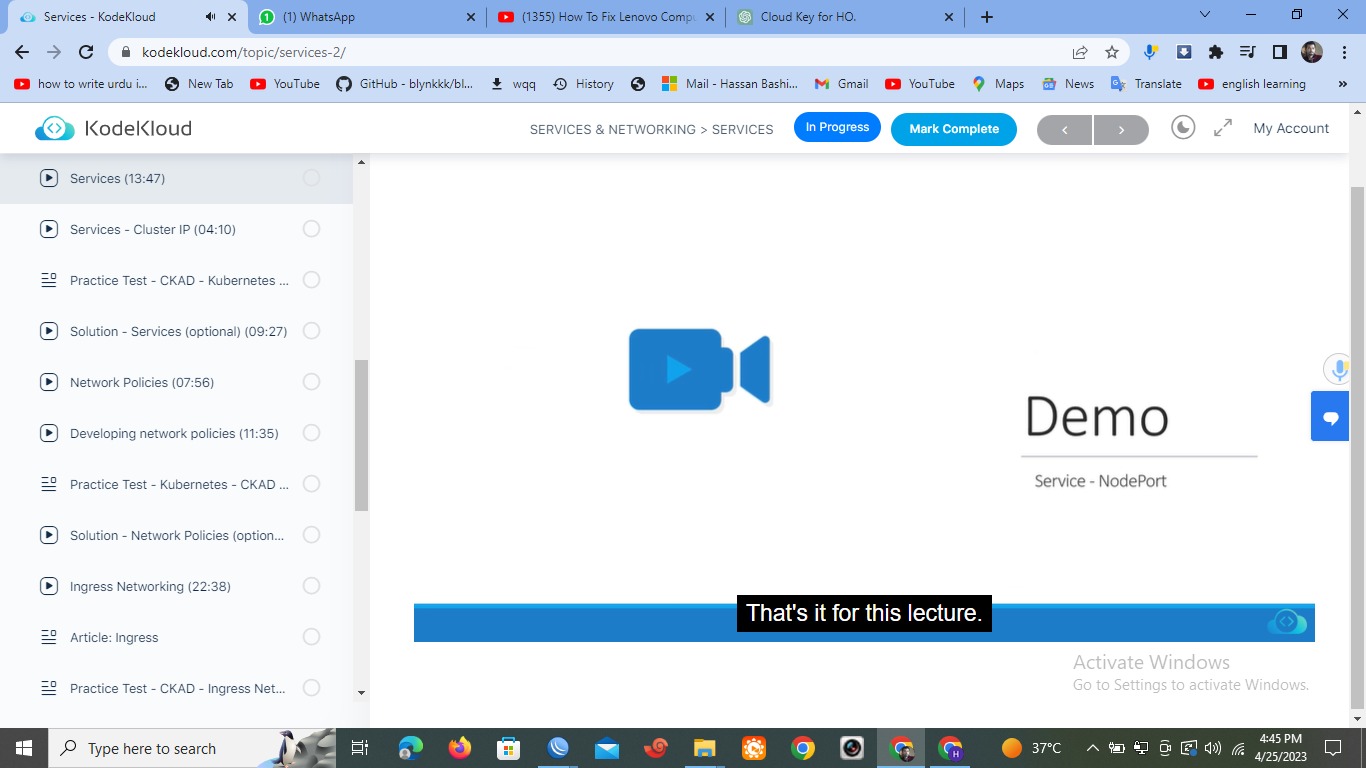 Services - KodeKloud
(1) WhatsApp
(1355) How To Fix Lenovo Compu
Cloud Key for HO.
kodekloud.com/topic/services-2/
how to write urdu i...
New Tab
YouTube
GitHub - blynkkk/bl...
wqq
History
Mail - Hassan Bashi...
Gmail
YouTube
Maps
News
Translate
english learning
»
KodeKloud
SERVICES & NETWORKING > SERVICES
In Progress
Mark Complete
<
>
My Account
Services (13:47)
Services - Cluster IP (04:10)
Practice Test - CKAD - Kubernetes ...
Solution - Services (optional) (09:27)
Network Policies (07:56)
Developing network policies (11:35)
Practice Test - Kubernetes - CKAD ...
Solution - Network Policies (option...
Ingress Networking (22:38)
Article: Ingress
Practice Test - CKAD - Ingress Net...
Demo
Service - NodePort
That's it for this lecture.
Activate Windows
Go to Settings to activate Windows.
Type here to search
37°C
4:45 PM
4/25/2023